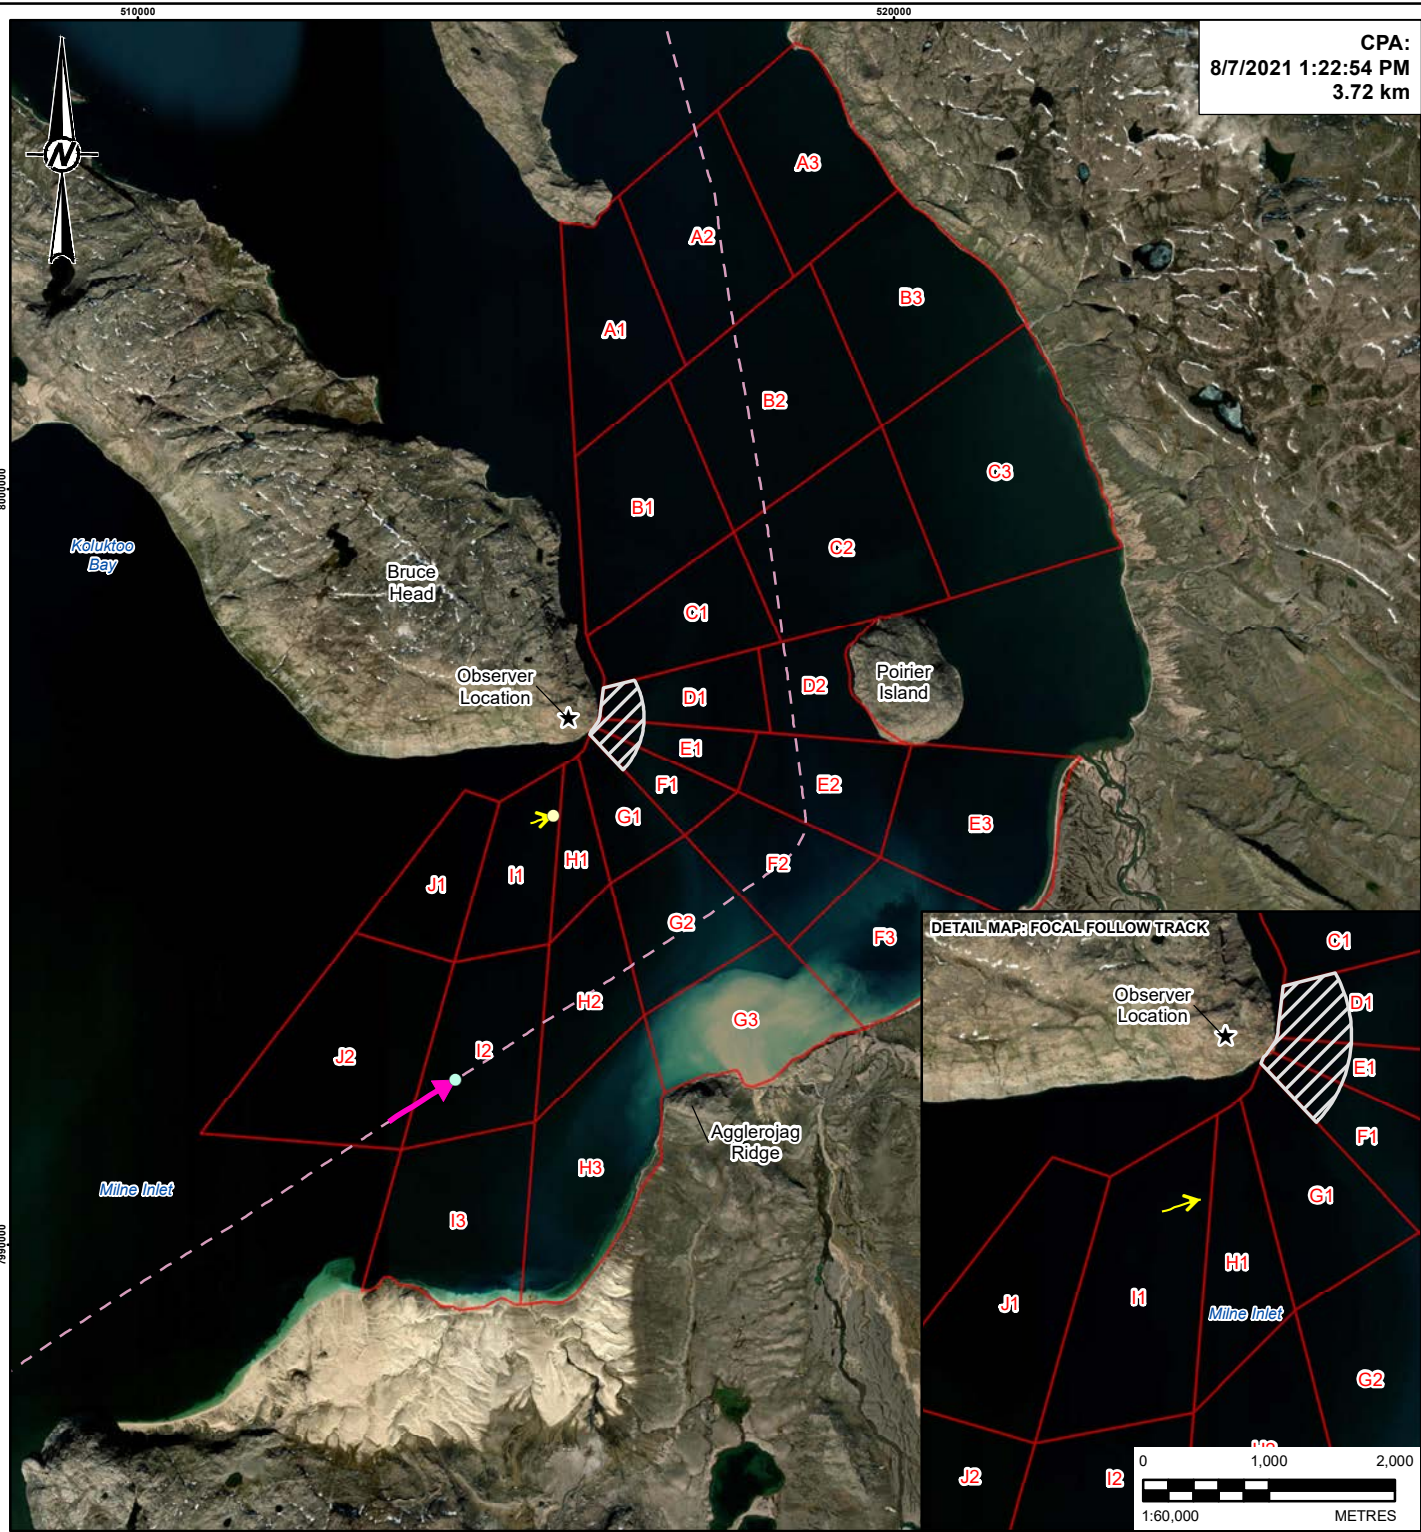 510000
520000
CPA:
8/7/2021 1:22:54 PM
3.72 km
N
A3
A2
B3
A1
B2
C3
8000000
B1
Koluktoo
Bay
C2
Bruce
Head
C1
Observer
Location
Poirier
Island
D1
D2
E1
F1
E2
G1
E3
H1
F2
I1
J1
G2
F3
H2
G3
I2
J2
Agglerojag
Ridge
H3
Milne Inlet
I3
7990000
DETAIL MAP: FOCAL FOLLOW TRACK
C1
Observer
Location
D1
E1
F1
G1
H1
I1
J1
Milne Inlet
G2
H2
J2
I2
0 1,000 2,000
1:60,000 METRES